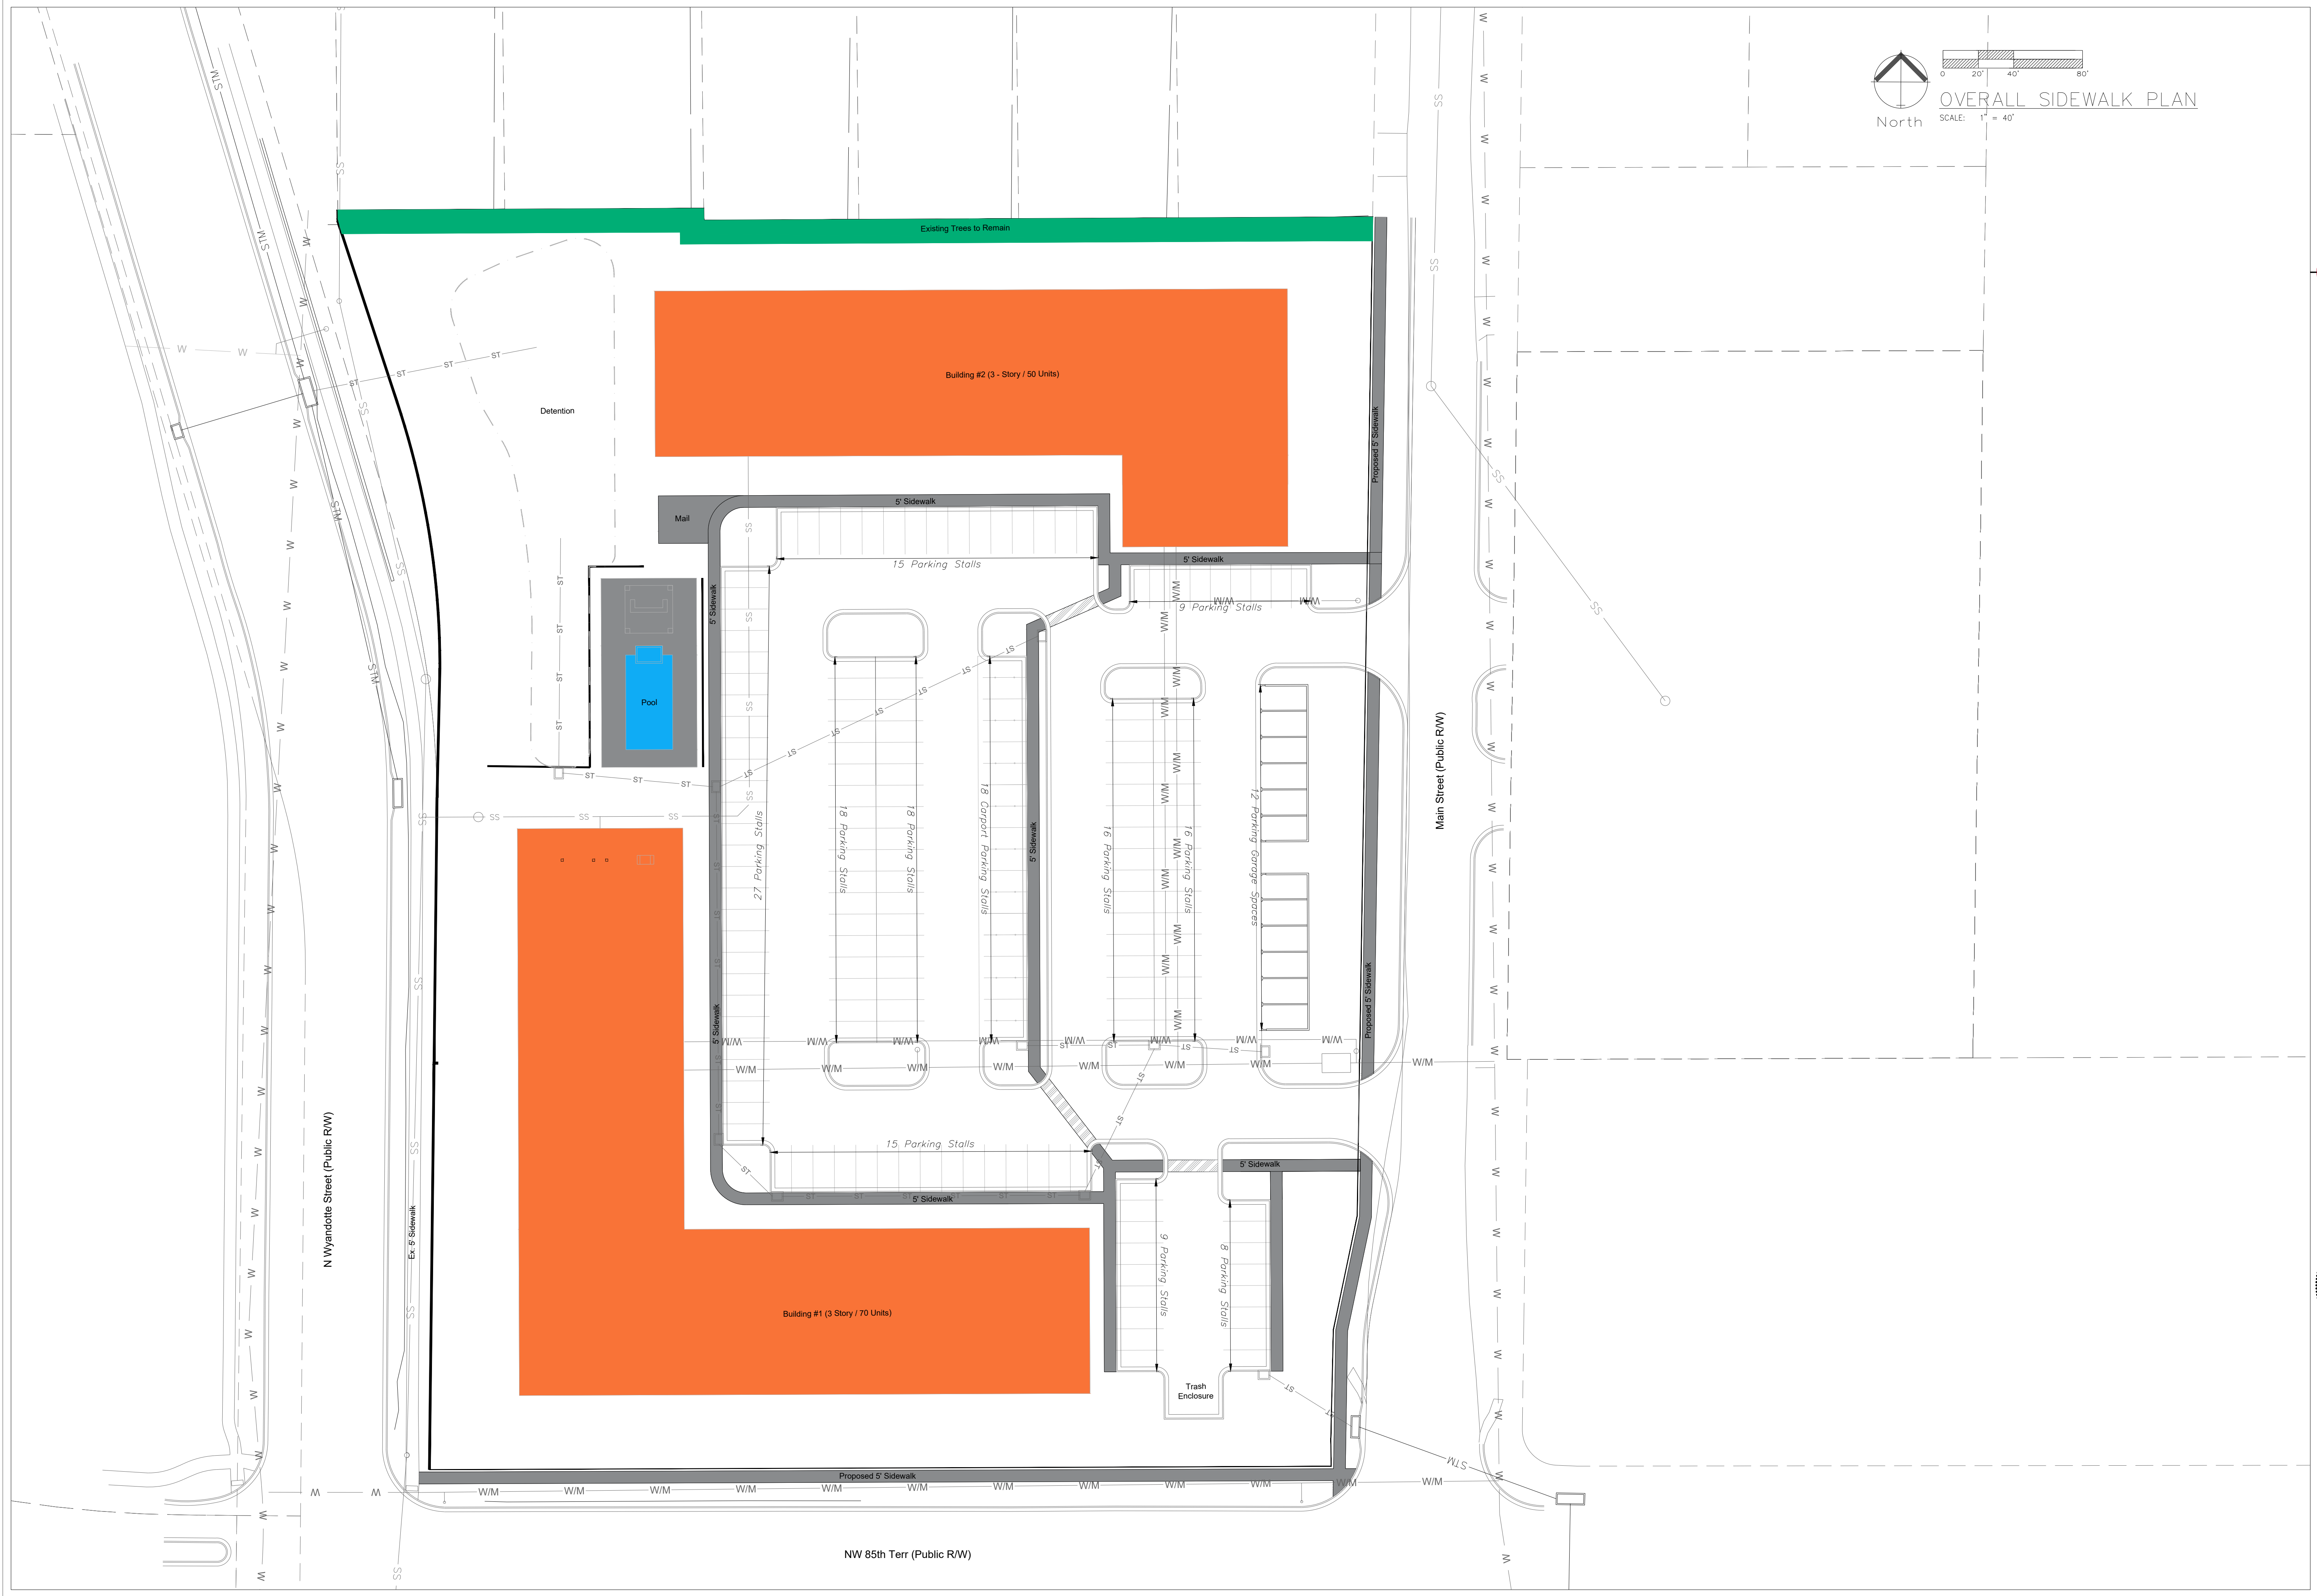 0 20' 40' 80'
OVERALL SIDEWALK PLAN
North
SCALE: 1" = 40'
Existing Trees to Remain
Building #2 (3 - Story / 50 Units)
Detention
Proposed 5' Sidewalk
Mail
5' Sidewalk
15 Parking Stalls
5' Sidewalk
9 Parking Stalls
5' Sidewalk
Pool
27 Parking Stalls
18 Parking Stalls
18 Parking Stalls
18 Carport Parking Stalls
5' Sidewalk
16 Parking Stalls
16 Parking Stalls
12 Parking Garage Spaces
Main Street (Public R/W)
5' Sidewalk
Proposed 5' Sidewalk
15 Parking Stalls
5' Sidewalk
5' Sidewalk
N Wyandotte Street (Public R/W)
Ex. 5' Sidewalk
9 Parking Stalls
8 Parking Stalls
Building #1 (3 Story / 70 Units)
Trash
Enclosure
Proposed 5' Sidewalk
NW 85th Terr (Public R/W)
STM
SS
W
ST
W/M